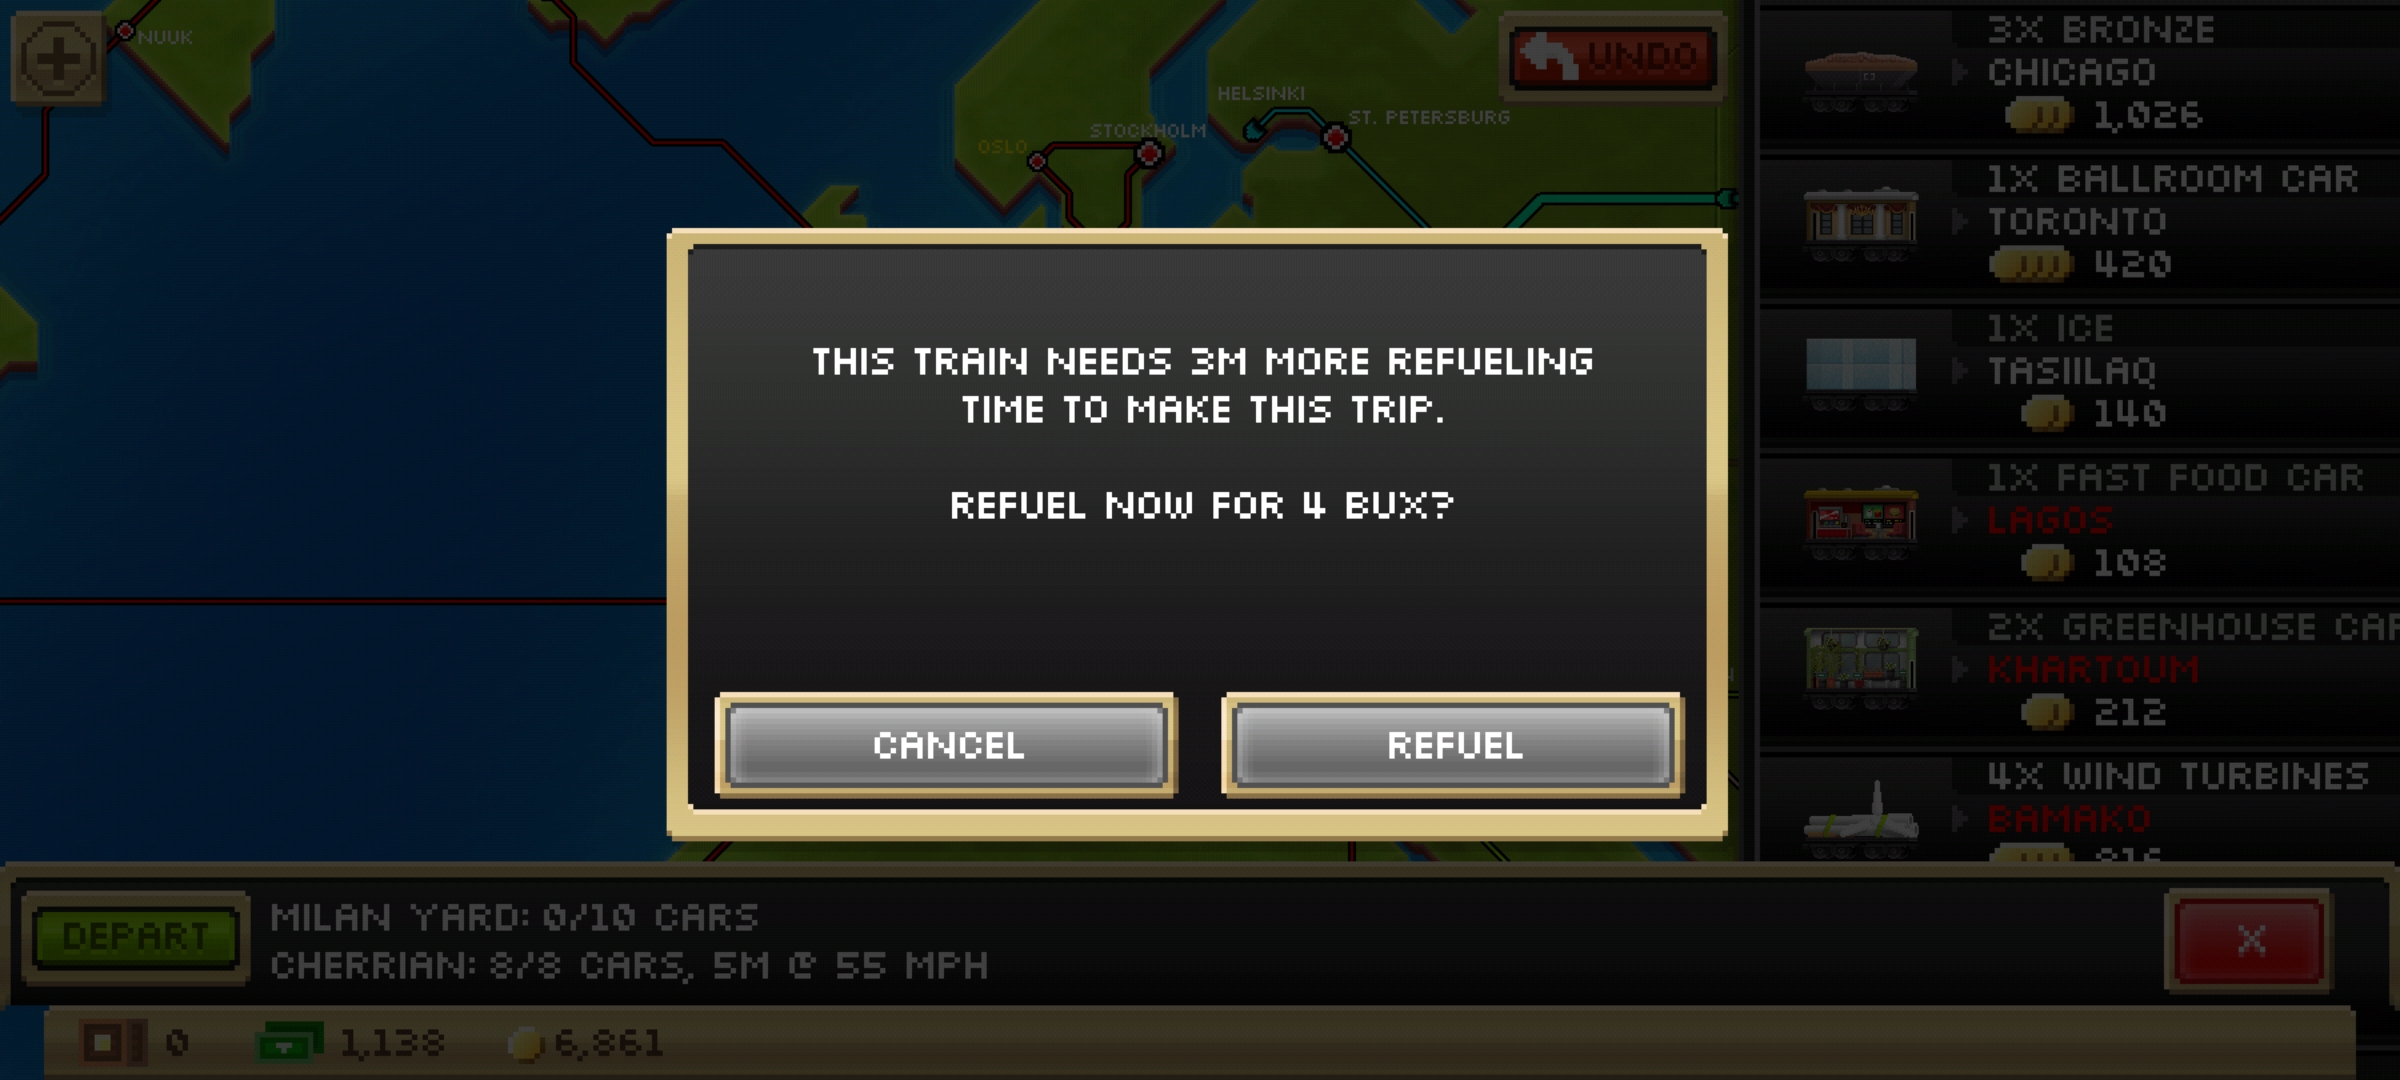 NUUK
HELSINKI
ST. PETERSBURG
STOCKHOLM
OSLO
UNDO
3X BRONZE
CHICAGO
1,026
1X BALLROOM CAR
TORONTO
420
1X ICE
TASIILAQ
140
1X FAST FOOD CAR
LAGOS
108
2X GREENHOUSE CAR
KHARTOUM
212
4X WIND TURBINES
BAMAKO
THIS TRAIN NEEDS 3M MORE REFUELING
TIME TO MAKE THIS TRIP.
REFUEL NOW FOR 4 BUX?
CANCEL
REFUEL
DEPART
MILAN YARD: 0/10 CARS
CHERRIAN: 8/8 CARS, 5M @ 55 MPH
X
0
1,138
6,861